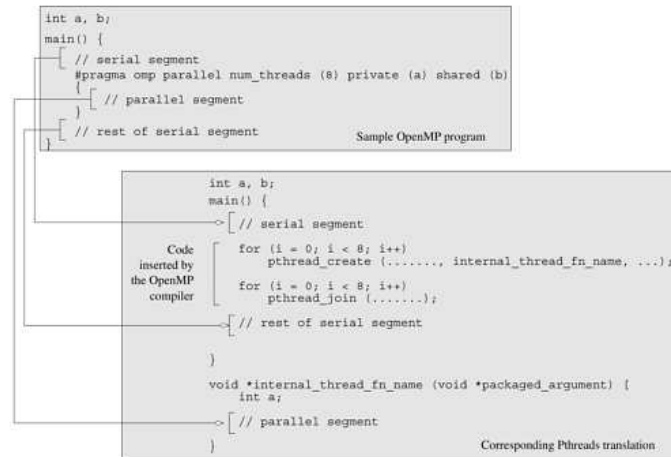 int a, b;
main() {
// serial segment
#pragma omp parallel num_threads (8) private (a) shared (b)
{
// parallel segment
}
// rest of serial segment
}
Sample OpenMP program
int a, b;
main() {
// serial segment
Code
inserted by
the OpenMP
compiler
for (i = 0; i < 8; i++)
pthread_create (......., internal_thread_fn_name, ...);
for (i = 0; i < 8; i++)
pthread_join (.......);
// rest of serial segment
}
void *internal_thread_fn_name (void *packaged_argument) {
int a;
// parallel segment
}
Corresponding Pthreads translation